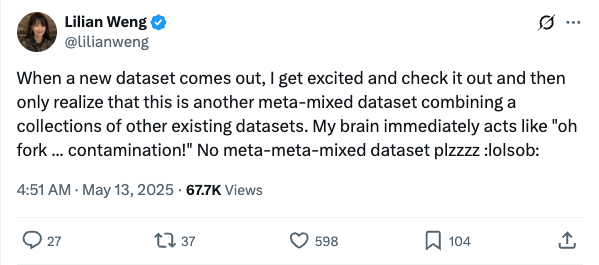 Lilian Weng
@lilianweng
When a new dataset comes out, I get excited and check it out and then
only realize that this is another meta-mixed dataset combining a
collections of other existing datasets. My brain immediately acts like "oh
fork ... contamination!" No meta-meta-mixed dataset plzzzz :lolsob:
4:51 AM · May 13, 2025 · 67.7K Views
27 37 598 104